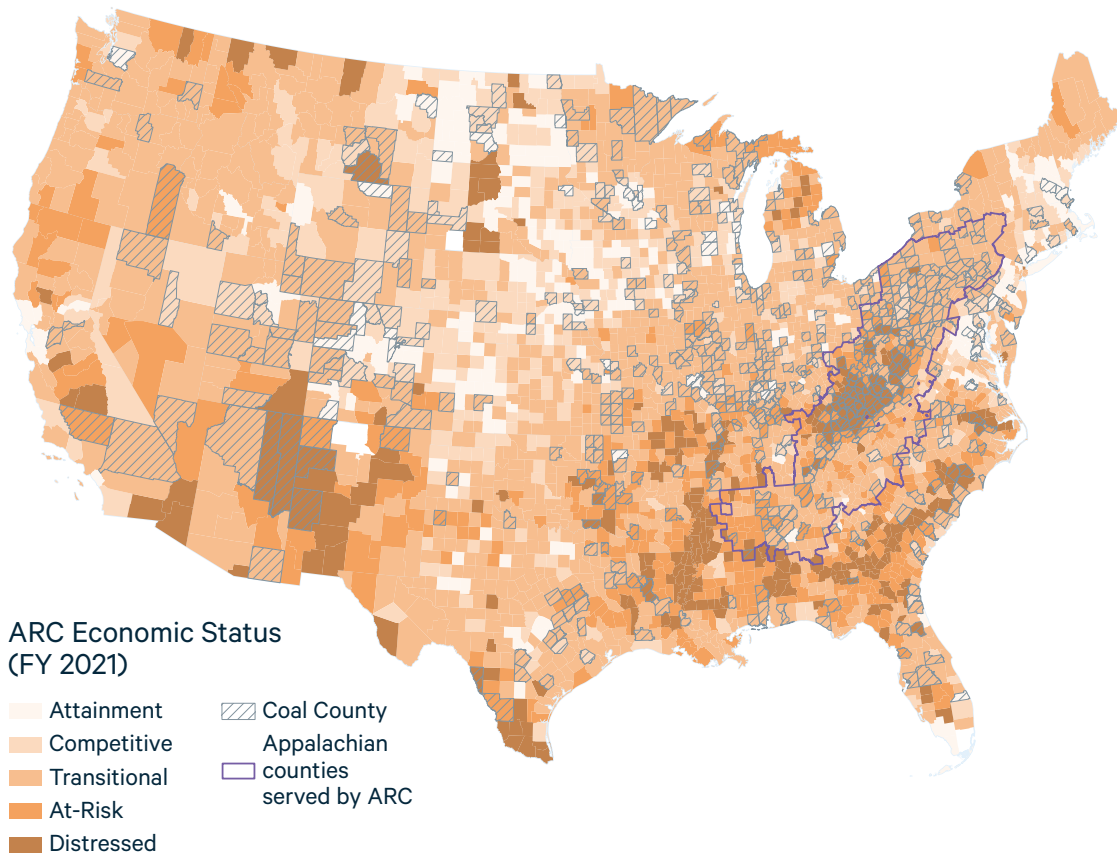 ARC Economic Status
(FY 2021)
Attainment
Competitive
Transitional
At-Risk
Distressed
Coal County
Appalachian
counties
served by ARC